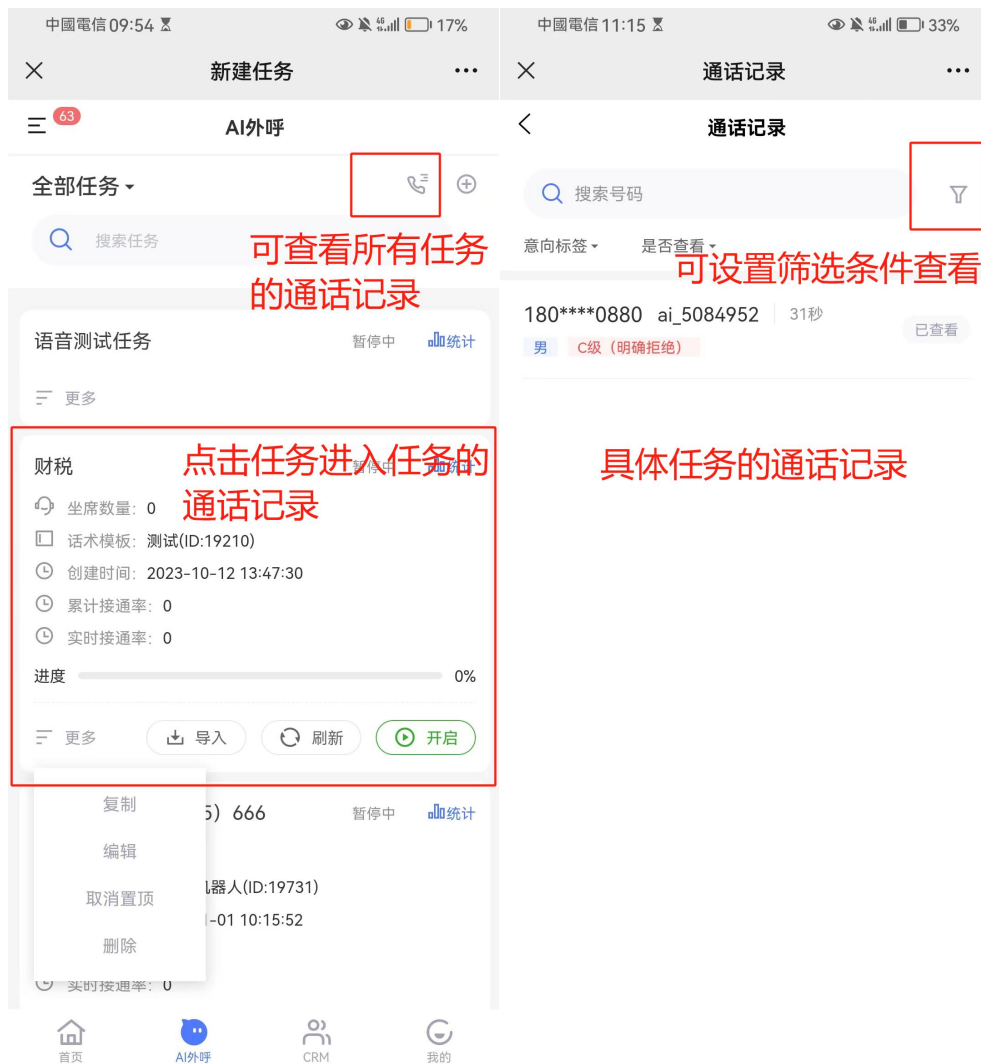 中國電信 09:54 17%
新建任务
63
AI外呼
全部任务
搜索任务
可查看所有任务
的通话记录
语音测试任务 暂停中 统计
更多
财税 暂停中 统计
点击任务进入任务的
通话记录
坐席数量: 0
话术模板: 测试(ID:19210)
创建时间: 2023-10-12 13:47:30
累计接通率: 0
实时接通率: 0
进度 0%
更多 导入 刷新 开启
复制
编辑
取消置顶
删除
5) 666 暂停中 统计
器人(ID:19731)
-01 10:15:52
实时接通率: 0
首页 AI外呼 CRM 我的
中國電信 11:15 33%
通话记录
通话记录
搜索号码
意向标签 是否查看
可设置筛选条件查看
180****0880 ai_5084952 31秒
已查看
男 C级（明确拒绝）
具体任务的通话记录